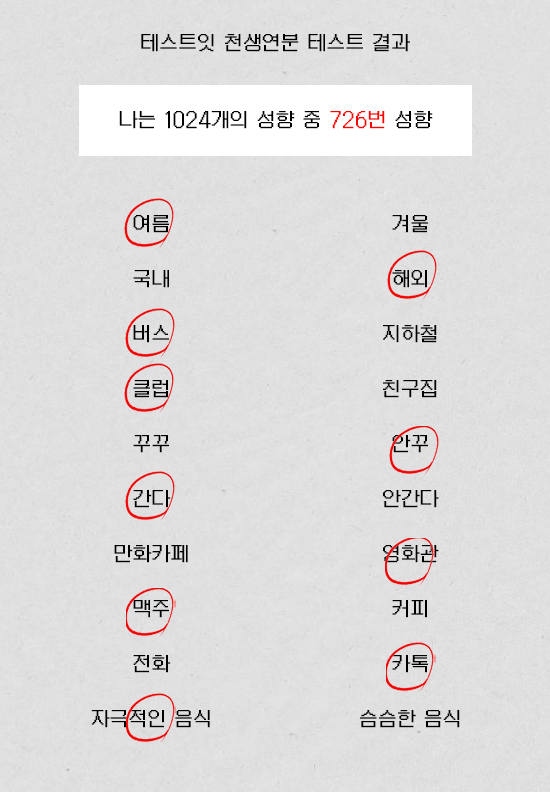 테스트잇 천생연분 테스트 결과
나는 1024개의 성향 중 726번 성향
여름 겨울
국내 해외
버스 지하철
클럽 친구집
꾸꾸 안꾸
간다 안간다
만화카페 영화관
맥주 커피
전화 카톡
자극적인 음식 슴슴한 음식